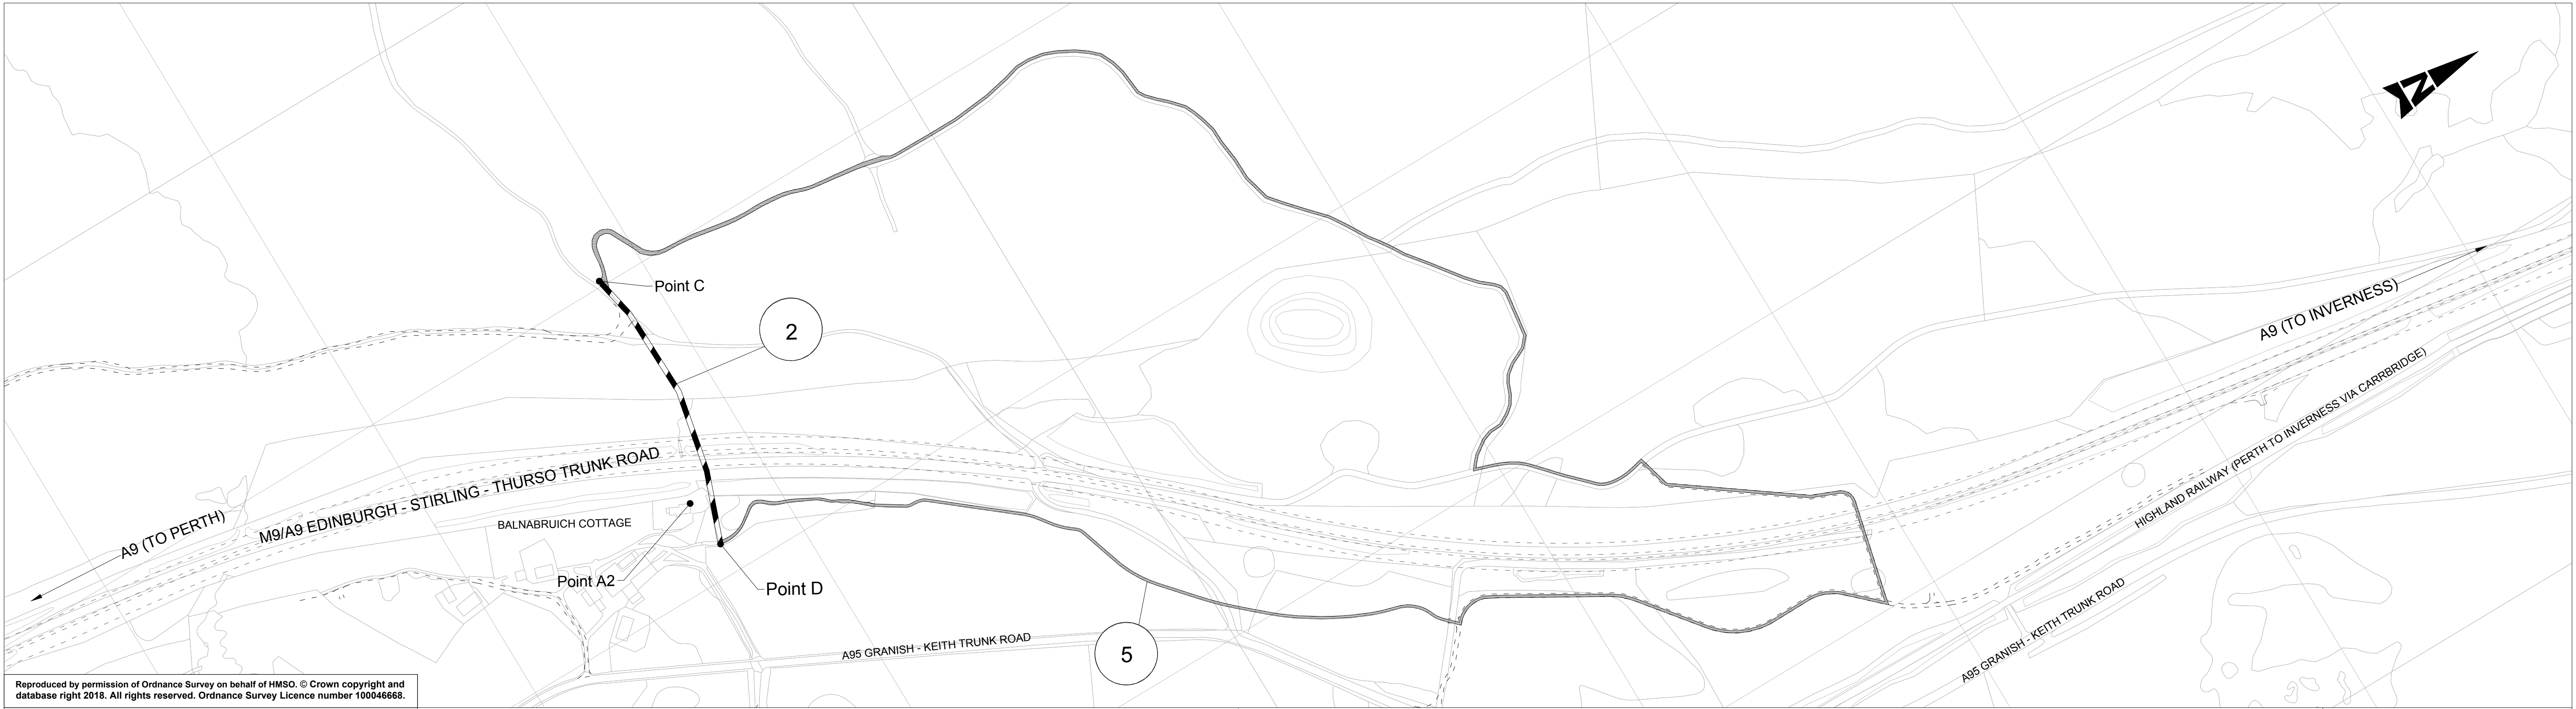 N
Point C
2
A9 (TO INVERNESS)
HIGHLAND RAILWAY (PERTH TO INVERNESS VIA CARRBRIDGE)
M9/A9 EDINBURGH - STIRLING - THURSO TRUNK ROAD
A9 (TO PERTH)
BALNABRUICH COTTAGE
Point A2
Point D
5
A95 GRANISH - KEITH TRUNK ROAD
A95 GRANISH - KEITH TRUNK ROAD
Reproduced by permission of Ordnance Survey on behalf of HMSO. © Crown copyright and
database right 2018. All rights reserved. Ordnance Survey Licence number 100046668.